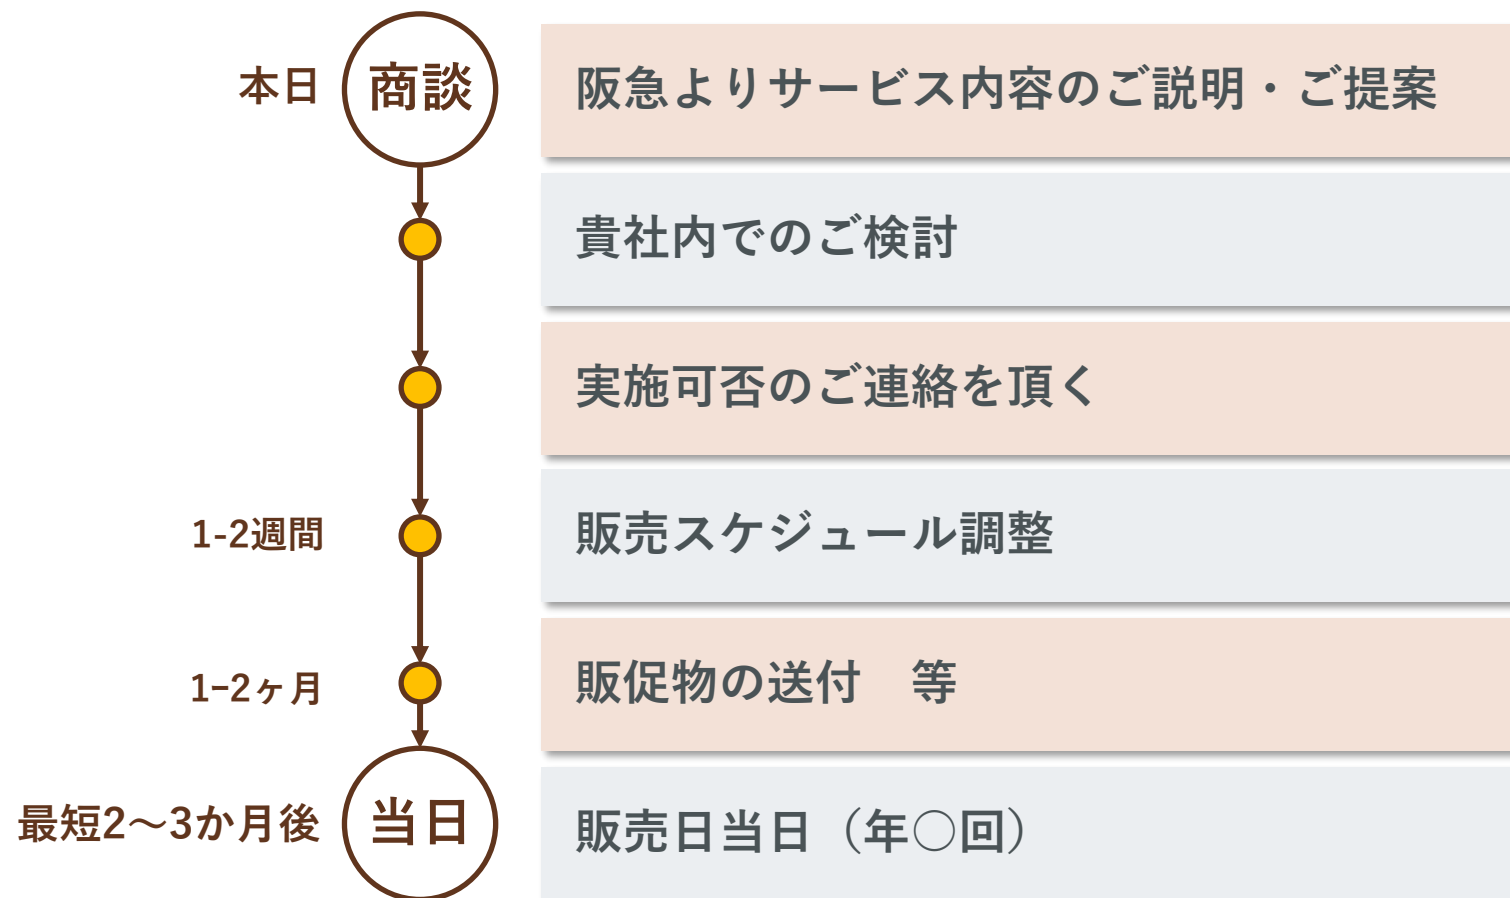 本日
商談
阪急よりサービス内容のご説明・ご提案
貴社内でのご検討
実施可否のご連絡を頂く
1-2週間
販売スケジュール調整
1-2ヶ月
販促物の送付　等
最短2～3か月後
当日
販売日当日（年〇回）